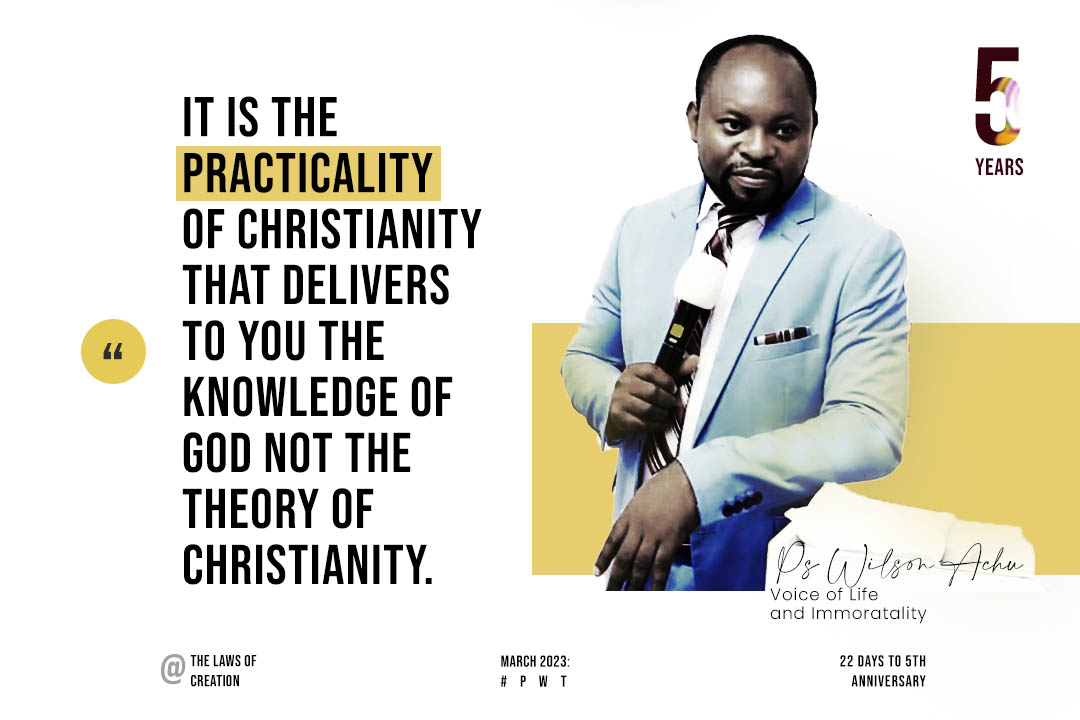 IT IS THE
PRACTICALITY
OF CHRISTIANITY
THAT DELIVERS
TO YOU THE
KNOWLEDGE OF
GOD NOT THE
THEORY OF
CHRISTIANITY.
“
5
YEARS
Ps Wilson Achu
Voice of Life
and Immoratality
@ THE LAWS OF
CREATION
MARCH 2023:
# P W T
22 DAYS TO 5TH
ANNIVERSARY